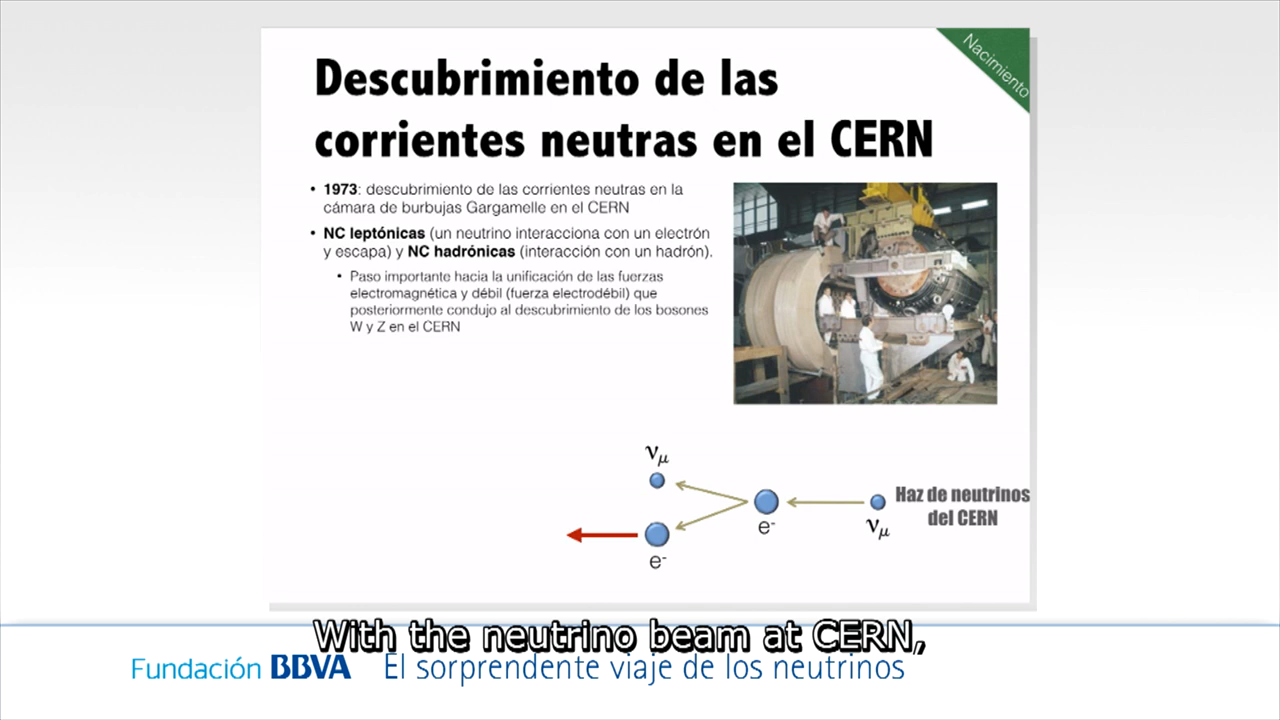 Nacimiento
Descubrimiento de las
corrientes neutras en el CERN
• 1973: descubrimiento de las corrientes neutras en la
cámara de burbujas Gargamelle en el CERN
• NC leptónicas (un neutrino interacciona con un electrón
y escapa) y NC hadrónicas (interacción con un hadrón).
• Paso importante hacia la unificación de las fuerzas
electromagnética y débil (fuerza electrodébil) que
posteriormente condujo al descubrimiento de los bosones
W y Z en el CERN
νμ
Haz de neutrinos
del CERN
e-
νμ
e-
With the neutrino beam at CERN,
Fundación BBVA El sorprendente viaje de los neutrinos